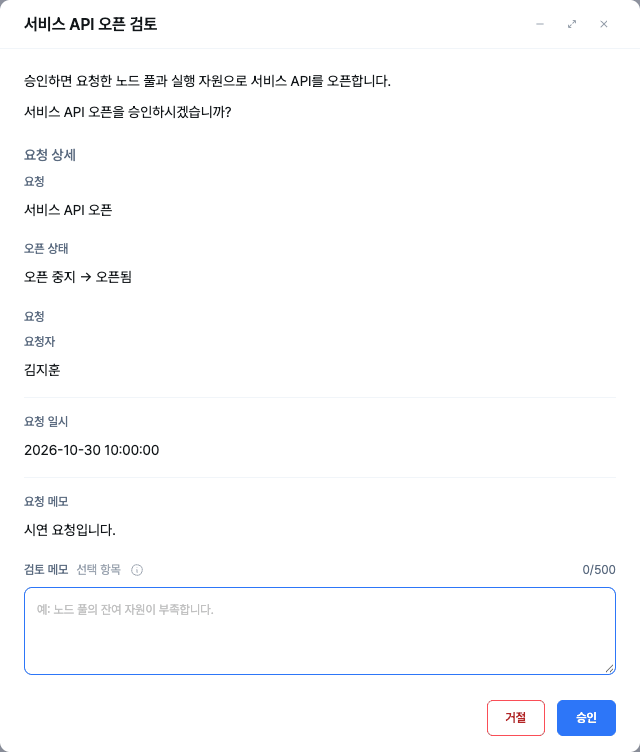 서비스 API 오픈 검토
승인하면 요청한 노드 풀과 실행 자원으로 서비스 API를 오픈합니다.
서비스 API 오픈을 승인하시겠습니까?
요청 상세
요청
서비스 API 오픈
오픈 상태
오픈 중지 → 오픈됨
요청
요청자
김지훈
요청 일시
2026-10-30 10:00:00
요청 메모
시연 요청입니다.
검토 메모 선택 항목 0/500
예: 노드 풀의 잔여 자원이 부족합니다.
거절 승인